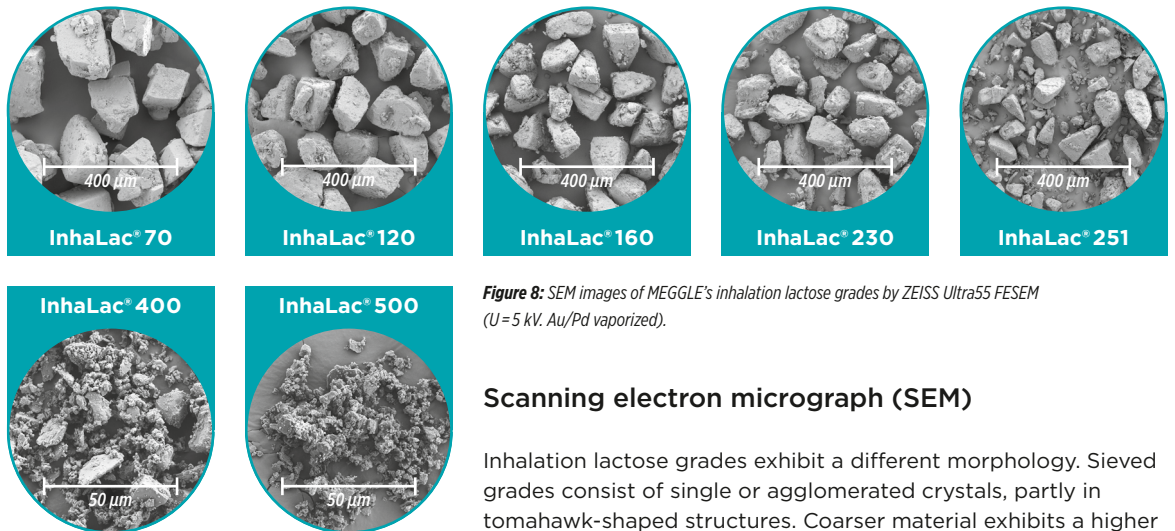 400 μm
InhaLac® 70
400 μm
InhaLac® 120
400 μm
InhaLac® 160
400 μm
InhaLac® 230
400 μm
InhaLac® 251
InhaLac® 400
50 μm
InhaLac® 500
50 μm
Figure 8: SEM images of MEGGLE’s inhalation lactose grades by ZEISS Ultra55 FESEM
(U = 5 kV. Au/Pd vaporized).
Scanning electron micrograph (SEM)
Inhalation lactose grades exhibit a different morphology. Sieved
grades consist of single or agglomerated crystals, partly in
tomahawk-shaped structures. Coarser material exhibits a higher